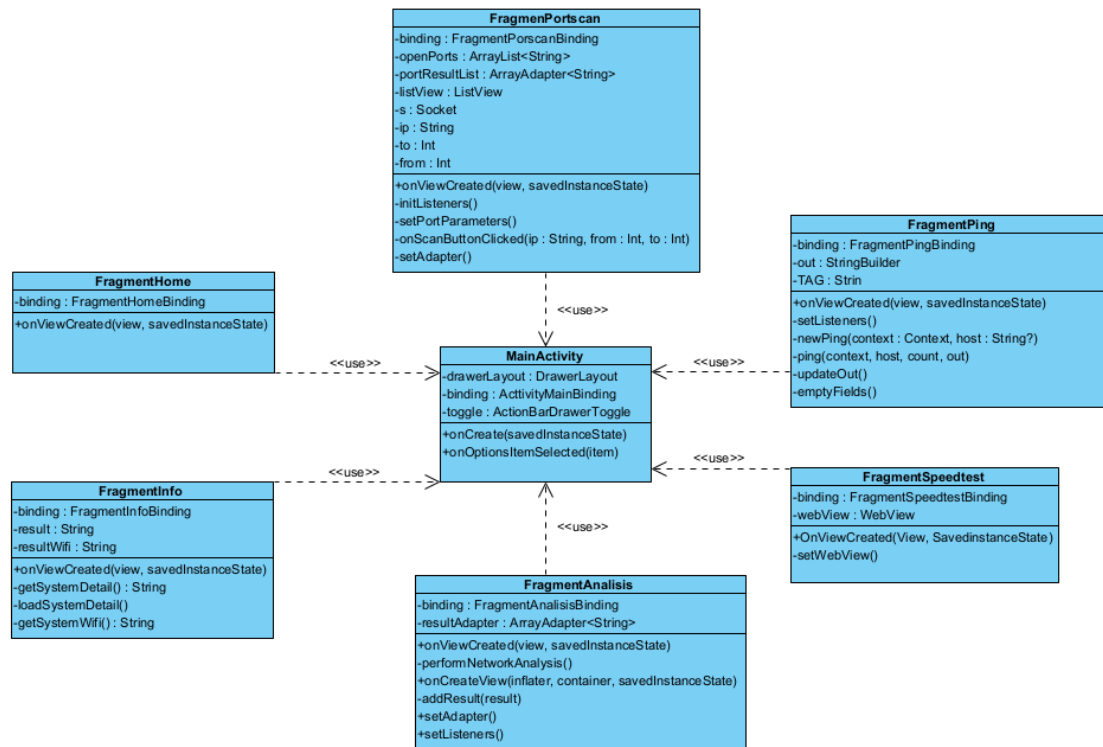 FragmenPortscan
-binding : FragmentPorscanBinding
-openPorts : ArrayList<String>
-portResultList : ArrayAdapter<String>
-listView : ListView
-s : Socket
-ip : String
-to : Int
-from : Int
+onViewCreated(view, savedInstanceState)
-initListeners()
-setPortParameters()
-onScanButtonClicked(ip : String, from : Int, to : Int)
-setAdapter()
<<use>>
FragmentPing
-binding : FragmentPingBinding
-out : StringBuilder
-TAG : Strin
+onViewCreated(view, savedInstanceState)
-setListeners()
-newPing(context : Context, host : String?)
-ping(context, host, count, out)
-updateOut()
-emptyFields()
<<use>>
FragmentHome
-binding : FragmentHomeBinding
+onViewCreated(view, savedInstanceState)
<<use>>
MainActivity
-drawerLayout : DrawerLayout
-binding : ActtivityMainBinding
-toggle : ActionBarDrawerToggle
+onCreate(savedInstanceState)
+onOptionsItemSelected(item)
<<use>>
FragmentInfo
-binding : FragmentInfoBinding
-result : String
-resultWifi : String
+onViewCreated(view, savedInstanceState)
-getSystemDetail() : String
-loadSystemDetail()
-getSystemWifi() : String
<<use>>
FragmentSpeedtest
-binding : FragmentSpeedtestBinding
-webView : WebView
+OnViewCreated(View, SavedinstanceState)
-setWebView()
<<use>>
FragmentAnalisis
-binding : FragmentAnalisisBinding
-resultAdapter : ArrayAdapter<String>
+onViewCreated(view, savedInstanceState)
-performNetworkAnalysis()
+onCreateView(inflater, container, savedInstanceState)
-addResult(result)
+setAdapter()
+setListeners()